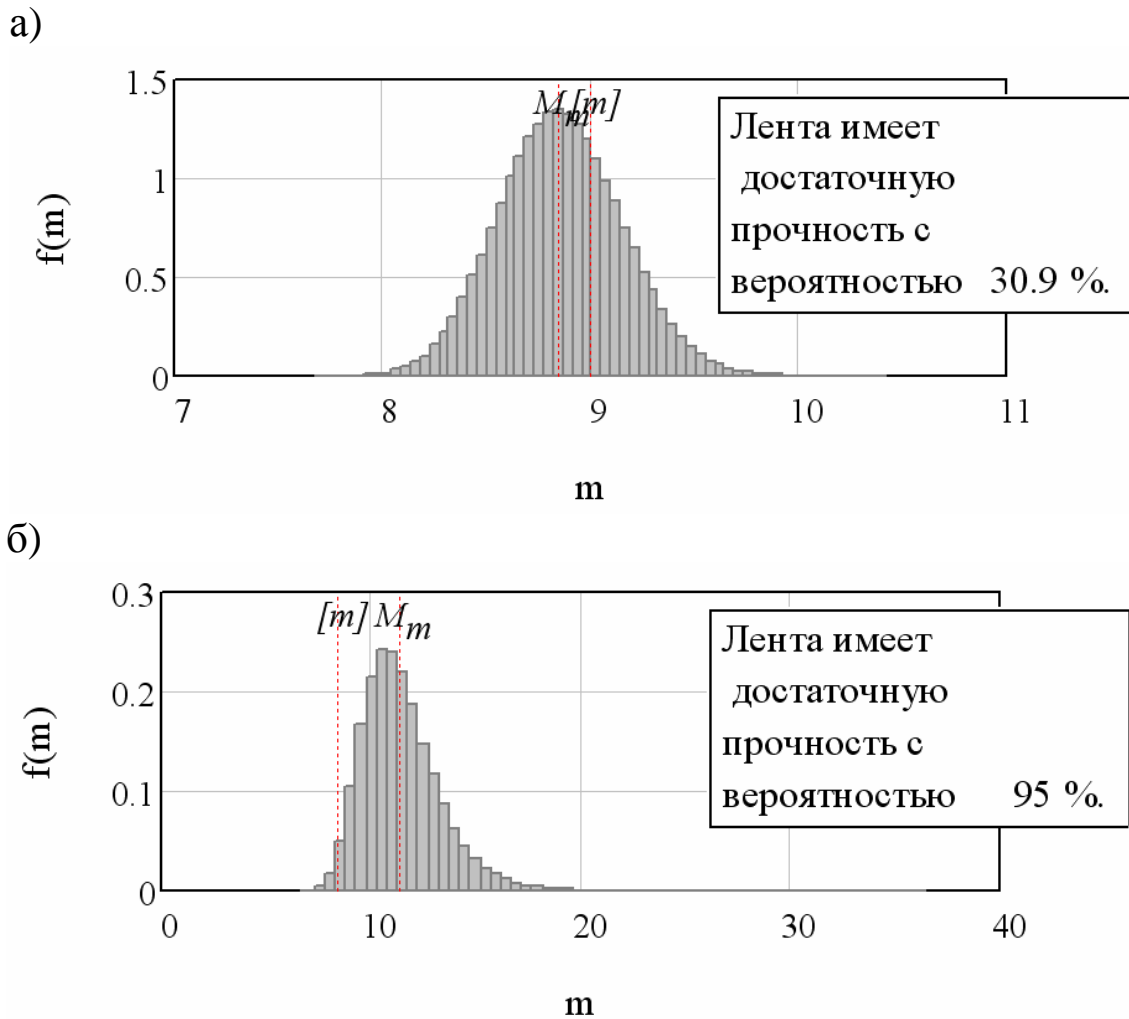 а)
1.5
M_m [m]
Лента имеет
достаточную
прочность с
вероятностью 30.9 %.
1
f(m)
0.5
0
7 8 9 10 11
m
б)
0.3
[m] M_m
Лента имеет
достаточную
прочность с
вероятностью 95 %.
0.2
f(m)
0.1
0
0 10 20 30 40
m